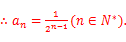 ∴ aₙ = 1/2ⁿ⁻¹ (n ∈ N*).